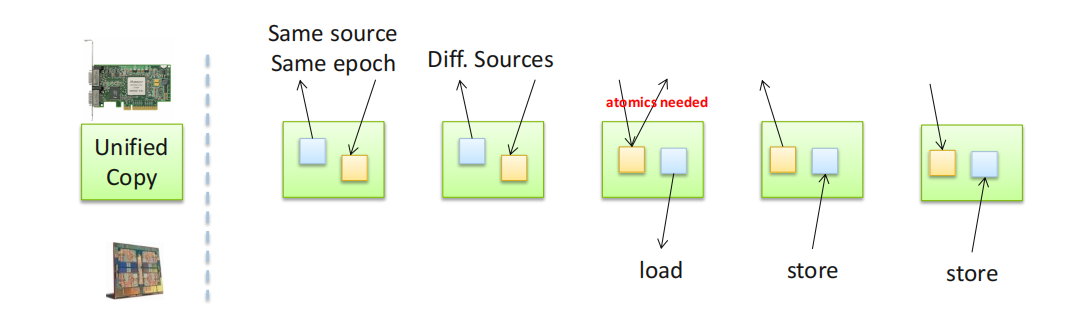 Same source
Same epoch
Diff. Sources
atomics needed
Unified
Copy
load
store
store